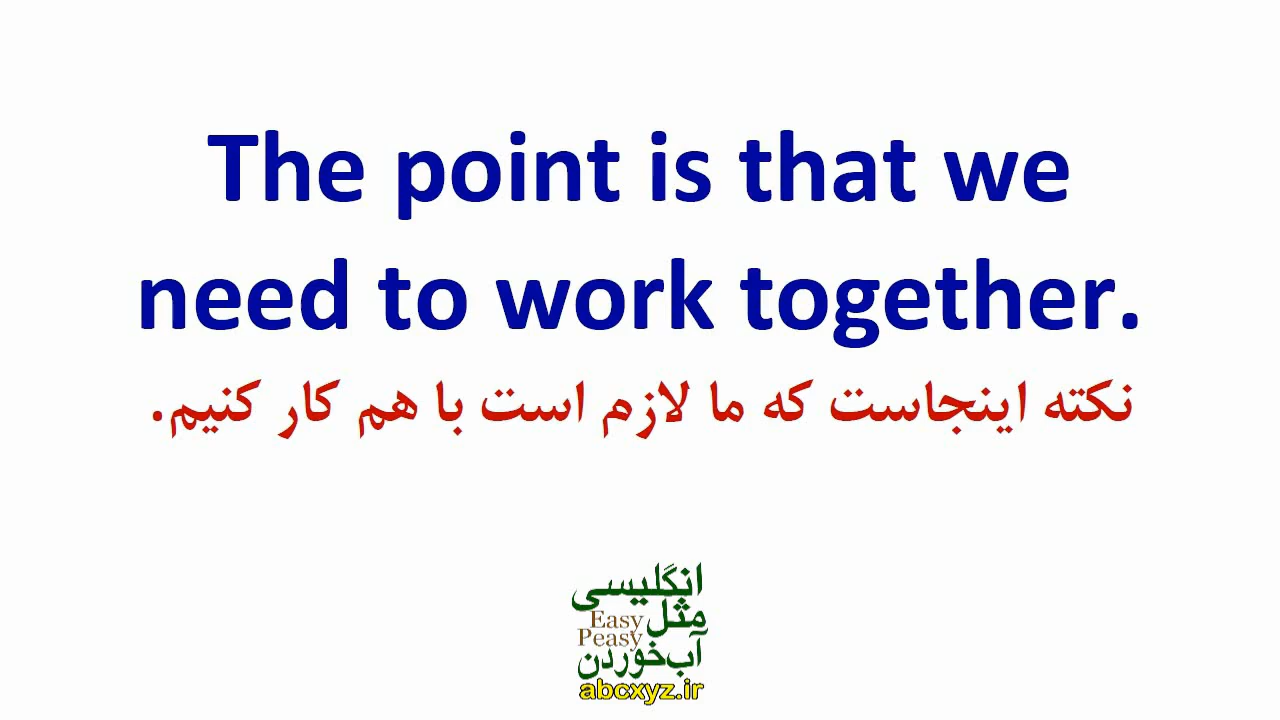 The point is that we
need to work together.
نکته اینجاست که ما لازم است با هم کار کنیم.
انگلیسی
مثل
Easy
Peasy
آب‌خوردن
abcxyz.ir